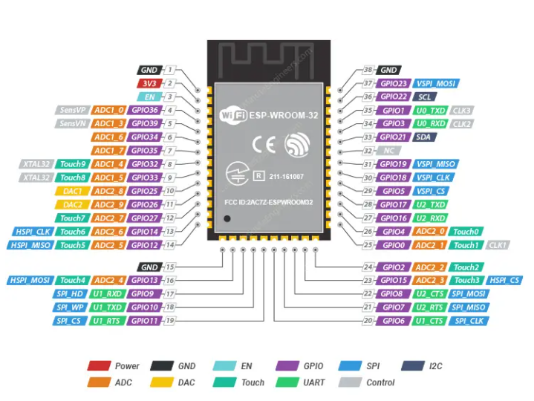 GND 1
3V3 2
EN 3
SensVP ADC1_0 GPIO36 4
SensVN ADC1_3 GPIO39 5
ADC1_6 GPIO34 6
ADC1_7 GPIO35 7
XTAL32 Touch9 ADC1_4 GPIO32 8
XTAL32 Touch8 ADC1_5 GPIO33 9
DAC1 ADC2_8 GPIO25 10
DAC2 ADC2_9 GPIO26 11
Touch7 ADC2_7 GPIO27 12
HSPI_CLK Touch6 ADC2_6 GPIO14 13
HSPI_MISO Touch5 ADC2_5 GPIO12 14
GND 15
HSPI_MOSI Touch4 ADC2_4 GPIO13 16
SPI_HD U1_RXD GPIO9 17
SPI_WP U1_TXD GPIO10 18
SPI_CS U1_RTS GPIO11 19
WiFi ESP-WROOM-32
CE
R 211-161007
FCC ID:2AC7Z-ESPWROOM32
38 GND
37 GPIO23 VSPI_MOSI
36 GPIO22 SCL
35 GPIO1 U0_TXD CLK3
34 GPIO3 U0_RXD CLK2
33 GPIO21 SDA
32 NC
31 GPIO19 VSPI_MISO
30 GPIO18 VSPI_CLK
29 GPIO5 VSPI_CS
28 GPIO17 U2_TXD
27 GPIO16 U2_RXD
26 GPIO4 ADC2_0 Touch0
25 GPIO0 ADC2_1 Touch1 CLK1
24 GPIO2 ADC2_2 Touch2
23 GPIO15 ADC2_3 Touch3 HSPI_CS
22 GPIO8 U2_CTS SPI_MOSI
21 GPIO7 U2_RTS SPI_MISO
20 GPIO6 U1_CTS SPI_CLK
Power GND EN GPIO SPI I2C
ADC DAC Touch UART Control